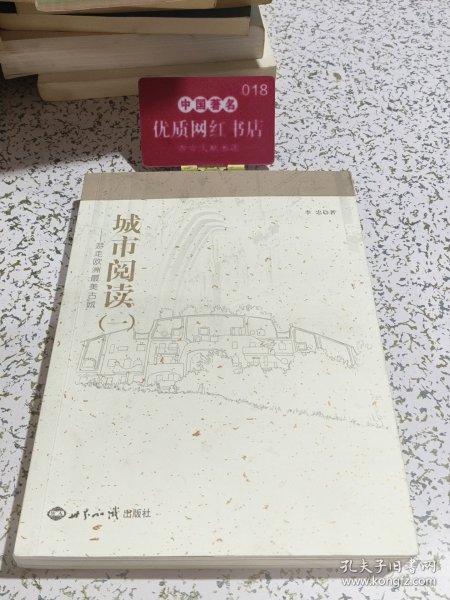 018
中国著名
优质网红书店
李忠 著
城市阅读
(一)
——游走欧洲最美古城
世界知识出版社
孔夫子旧书网
www.kongfz.com